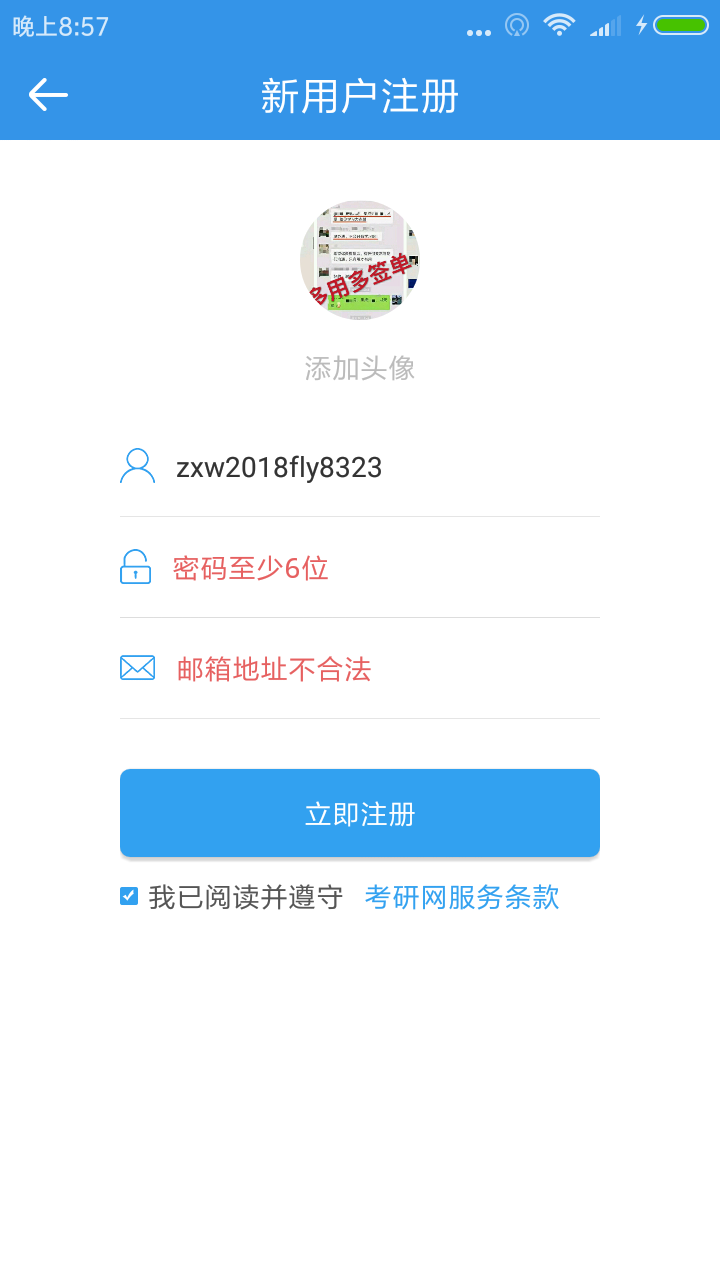 晚上8:57
新用户注册
多用多签单
添加头像
zxw2018fly8323
密码至少6位
邮箱地址不合法
立即注册
我已阅读并遵守 考研网服务条款